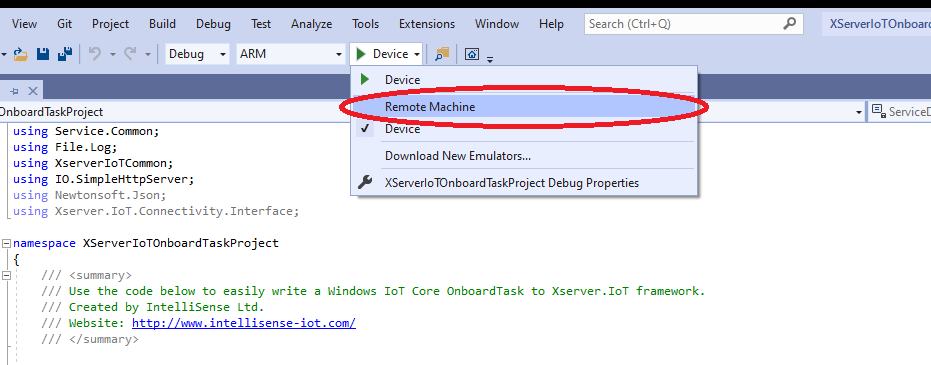 View Git Project Build Debug Test Analyze Tools Extensions Window Help Search (Ctrl+Q) XServerIoTOnboard
Debug ARM Device
Device
OnboardTaskProject Remote Machine ServiceD
using Service.Common; Device
using File.Log;
using XserverIoTCommon; Download New Emulators...
using IO.SimpleHttpServer; XServerIoTOnboardTaskProject Debug Properties
using Newtonsoft.Json;
using Xserver.IoT.Connectivity.Interface;
namespace XServerIoTOnboardTaskProject
{
/// <summary>
/// Use the code below to easily write a Windows IoT Core OnboardTask to Xserver.IoT framework.
/// Created by IntelliSense Ltd.
/// Website: http://www.intellisense-iot.com/
/// </summary>